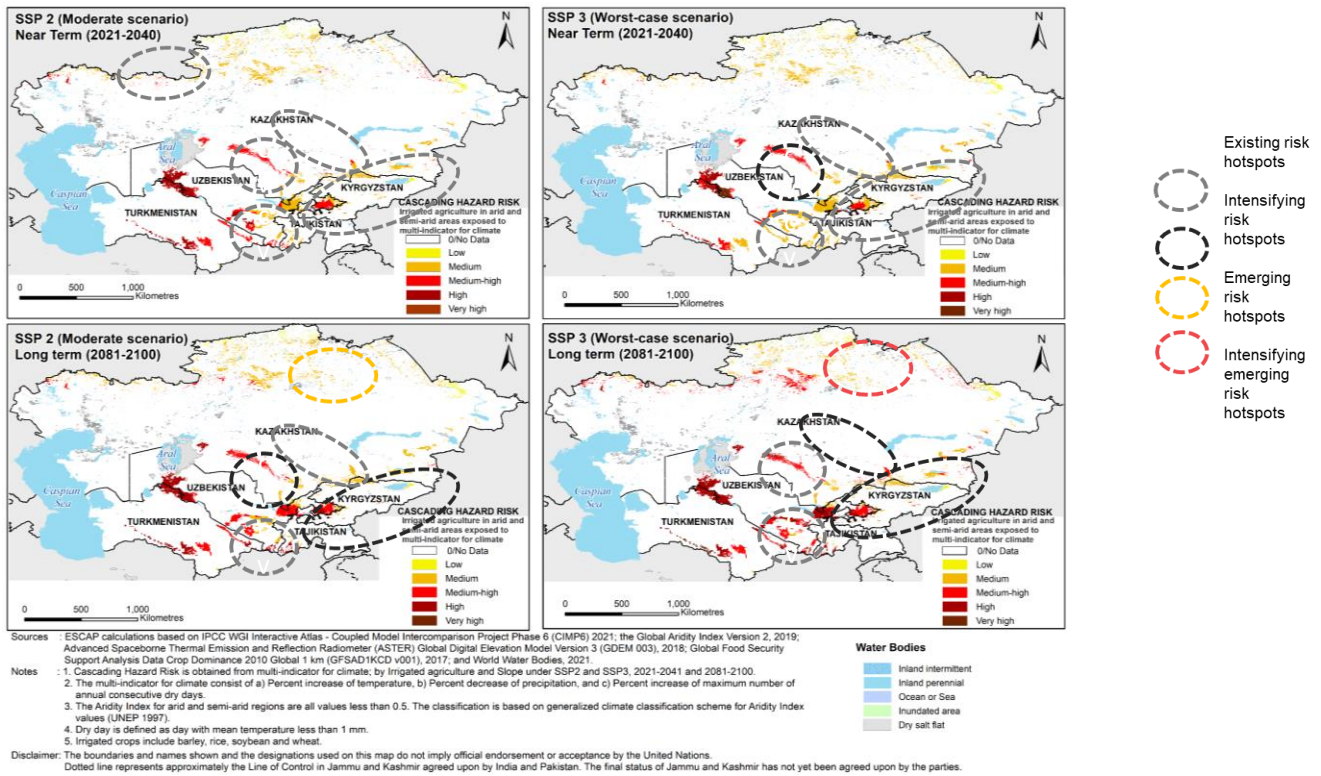 SSP 2 (Moderate scenario)
Near Term (2021-2040)
N
KAZAKHSTAN
Aral
Sea
UZBEKISTAN
Caspian
Sea
KYRGYZSTAN
TURKMENISTAN
TAJIKISTAN
CASCADING HAZARD RISK
Irrigated agriculture in arid and
semi-arid areas exposed to
multi-indicator for climate
0/No Data
Low
Medium
Medium-high
High
Very high
0 500 1,000
Kilometres
SSP 3 (Worst-case scenario)
Near Term (2021-2040)
N
KAZAKHSTAN
Aral
Sea
UZBEKISTAN
Caspian
Sea
KYRGYZSTAN
TURKMENISTAN
TAJIKISTAN
CASCADING HAZARD RISK
Irrigated agriculture in arid and
semi-arid areas exposed to
multi-indicator for climate
0/No Data
Low
Medium
Medium-high
High
Very high
0 500 1,000
Kilometres
Existing risk
hotspots
Intensifying
risk
hotspots
Emerging
risk
hotspots
Intensifying
emerging
risk
hotspots
SSP 2 (Moderate scenario)
Long term (2081-2100)
N
KAZAKHSTAN
Aral
Sea
UZBEKISTAN
Caspian
Sea
KYRGYZSTAN
TURKMENISTAN
TAJIKISTAN
CASCADING HAZARD RISK
Irrigated agriculture in arid and
semi-arid areas exposed to
multi-indicator for climate
0/No Data
Low
Medium
Medium-high
High
Very high
0 500 1,000
Kilometres
SSP 3 (Worst-case scenario)
Long term (2081-2100)
N
KAZAKHSTAN
Aral
Sea
UZBEKISTAN
Caspian
Sea
KYRGYZSTAN
TURKMENISTAN
TAJIKISTAN
CASCADING HAZARD RISK
Irrigated agriculture in arid and
semi-arid areas exposed to
multi-indicator for climate
0/No Data
Low
Medium
Medium-high
High
Very high
0 500 1,000
Kilometres
Sources : ESCAP calculations based on IPCC WGI Interactive Atlas - Coupled Model Intercomparison Project Phase 6 (CIMP6) 2021; the Global Aridity Index Version 2, 2019;
Advanced Spaceborne Thermal Emission and Reflection Radiometer (ASTER) Global Digital Elevation Model Version 3 (GDEM 003), 2018; Global Food Security
Support Analysis Data Crop Dominance 2010 Global 1 km (GFSAD1KCD v001), 2017; and World Water Bodies, 2021.
Notes : 1. Cascading Hazard Risk is obtained from multi-indicator for climate; by Irrigated agriculture and Slope under SSP2 and SSP3, 2021-2041 and 2081-2100.
2. The multi-indicator for climate consist of a) Percent increase of temperature, b) Percent decrease of precipitation, and c) Percent increase of maximum number of
annual consecutive dry days.
3. The Aridity Index for arid and semi-arid regions are all values less than 0.5. The classification is based on generalized climate classification scheme for Aridity Index
values (UNEP 1997).
4. Dry day is defined as day with mean temperature less than 1 mm.
5. Irrigated crops include barley, rice, soybean and wheat.
Disclaimer: The boundaries and names shown and the designations used on this map do not imply official endorsement or acceptance by the United Nations.
Dotted line represents approximately the Line of Control in Jammu and Kashmir agreed upon by India and Pakistan. The final status of Jammu and Kashmir has not yet been agreed upon by the parties.
Water Bodies
Inland intermittent
Inland perennial
Ocean or Sea
Inundated area
Dry salt flat